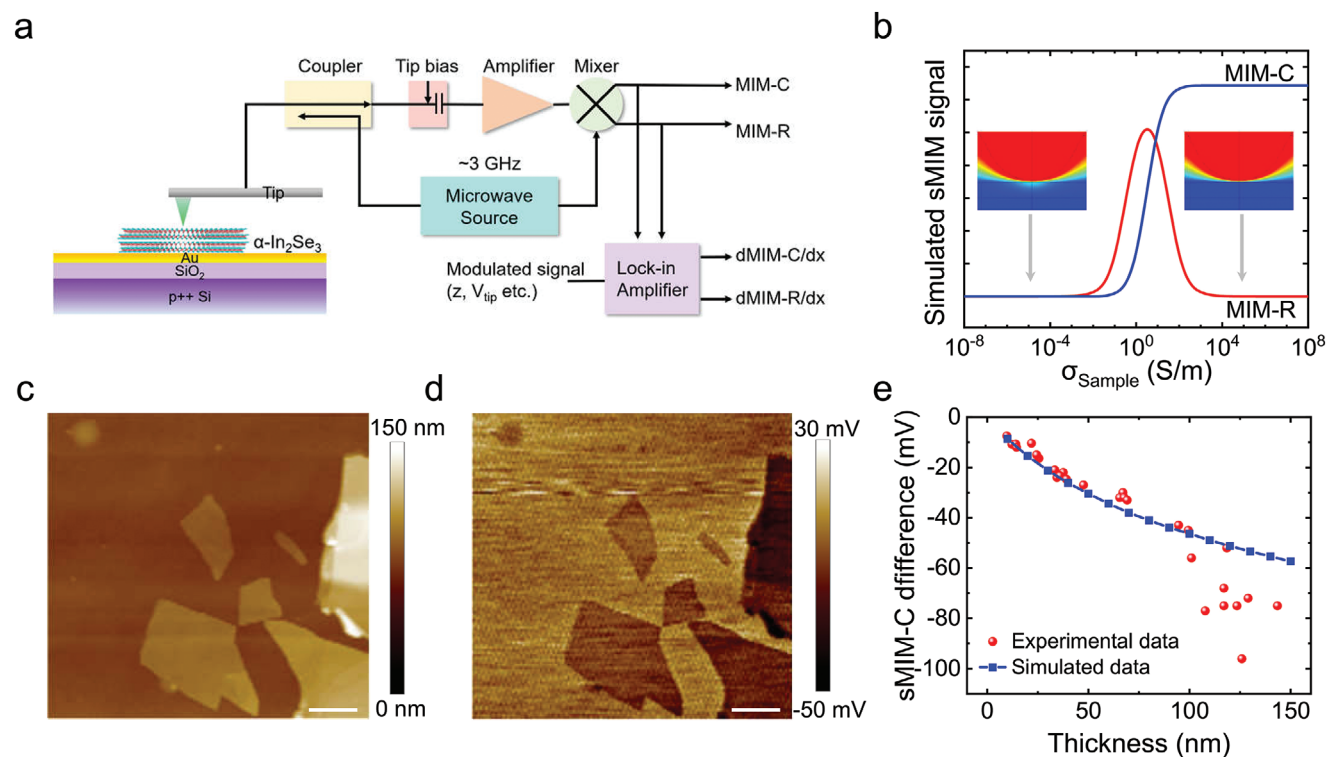 a
Coupler
Tip bias
Amplifier
Mixer
MIM-C
MIM-R
~3 GHz
Microwave
Source
Tip
α-In2Se3
Au
SiO2
p++ Si
Modulated signal
(z, Vtip etc.)
Lock-in
Amplifier
dMIM-C/dx
dMIM-R/dx
b
Simulated sMIM signal
MIM-C
MIM-R
10-8
10-4
100
104
108
σSample (S/m)
c
150 nm
0 nm
d
30 mV
-50 mV
e
sMIM-C dfifference (mV)
0
-20
-40
-60
-80
-100
Experimental data
Simulated data
0
50
100
150
Thickness (nm)